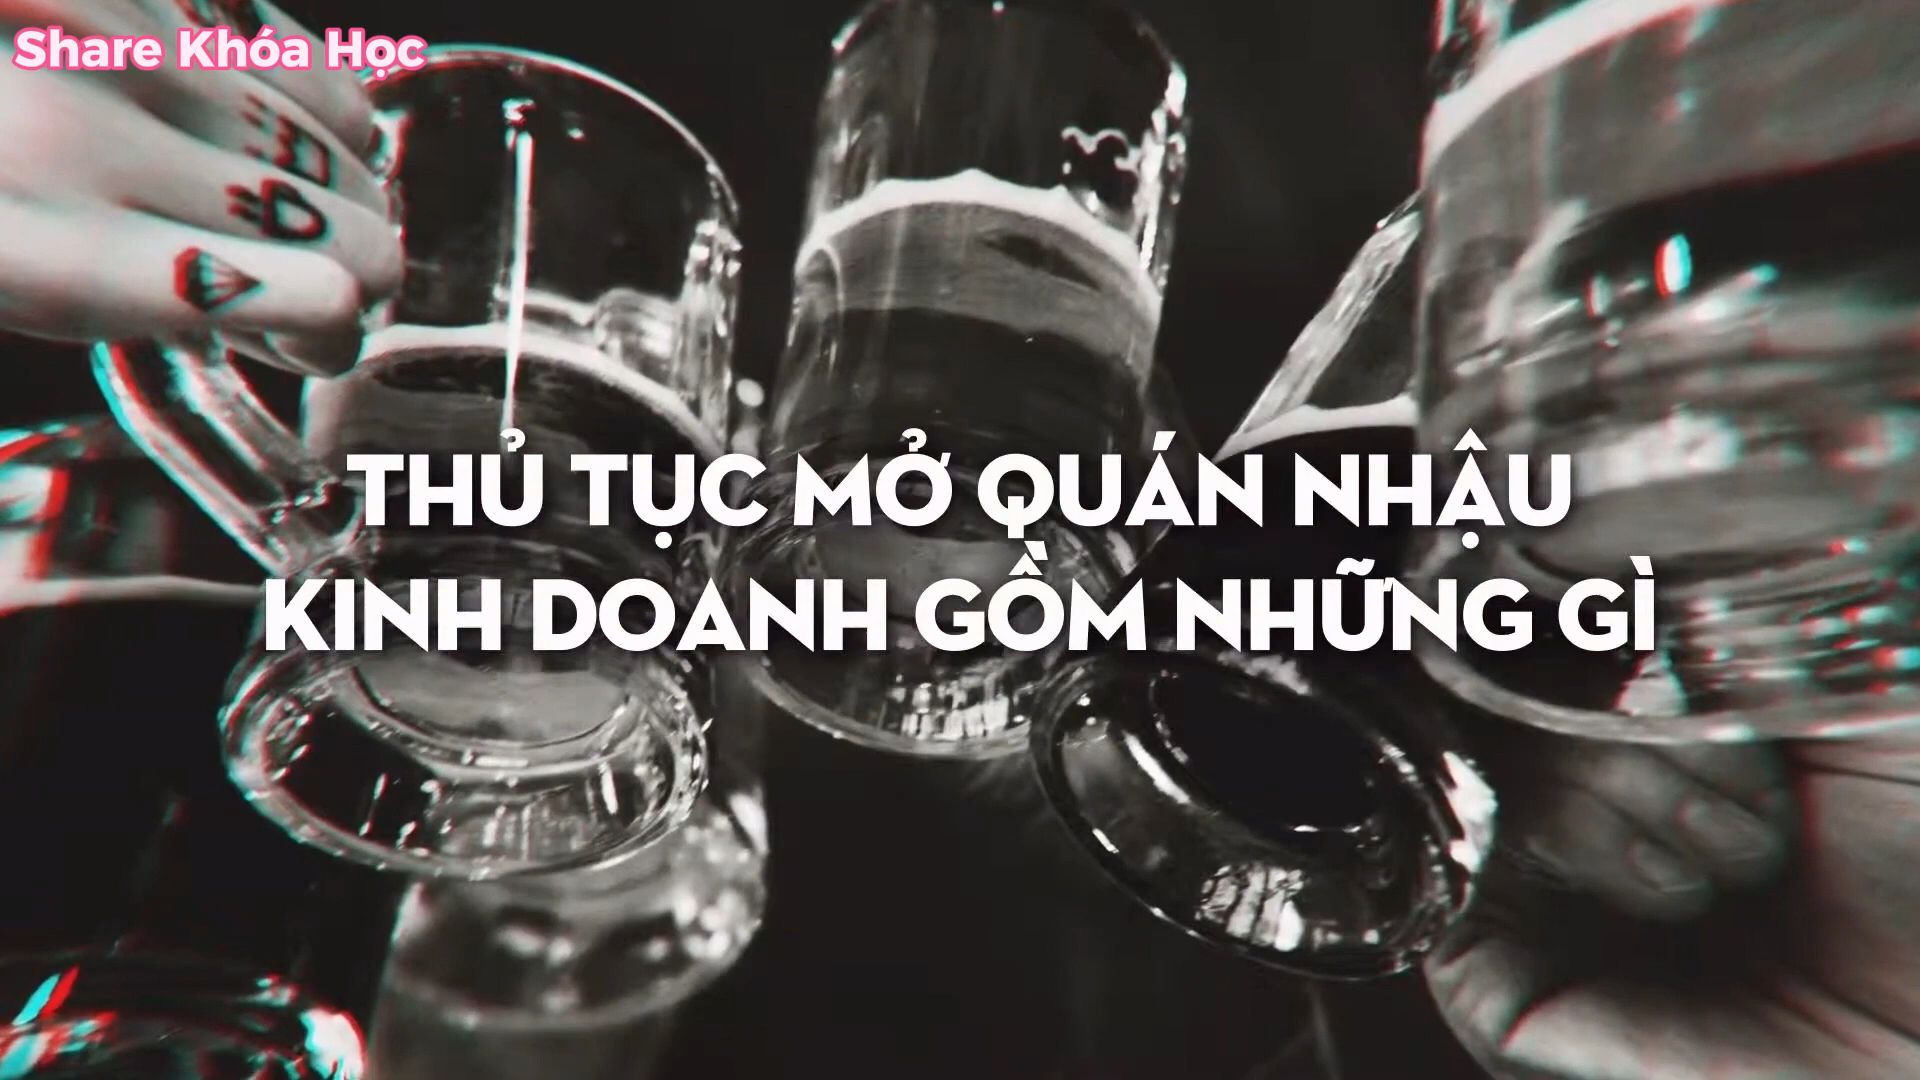 Share Khóa Học
THỦ TỤC MỞ QUÁN NHẬU
KINH DOANH GỒM NHỮNG GÌ